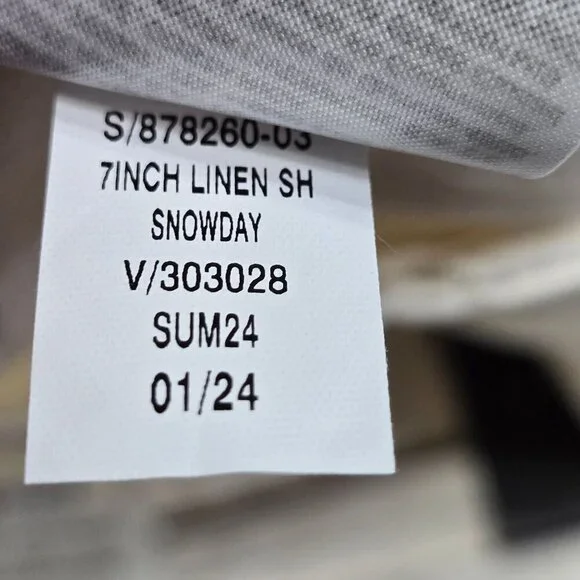 S/878260-03
7INCH LINEN SH
SNOWDAY
V/303028
SUM24
01/24